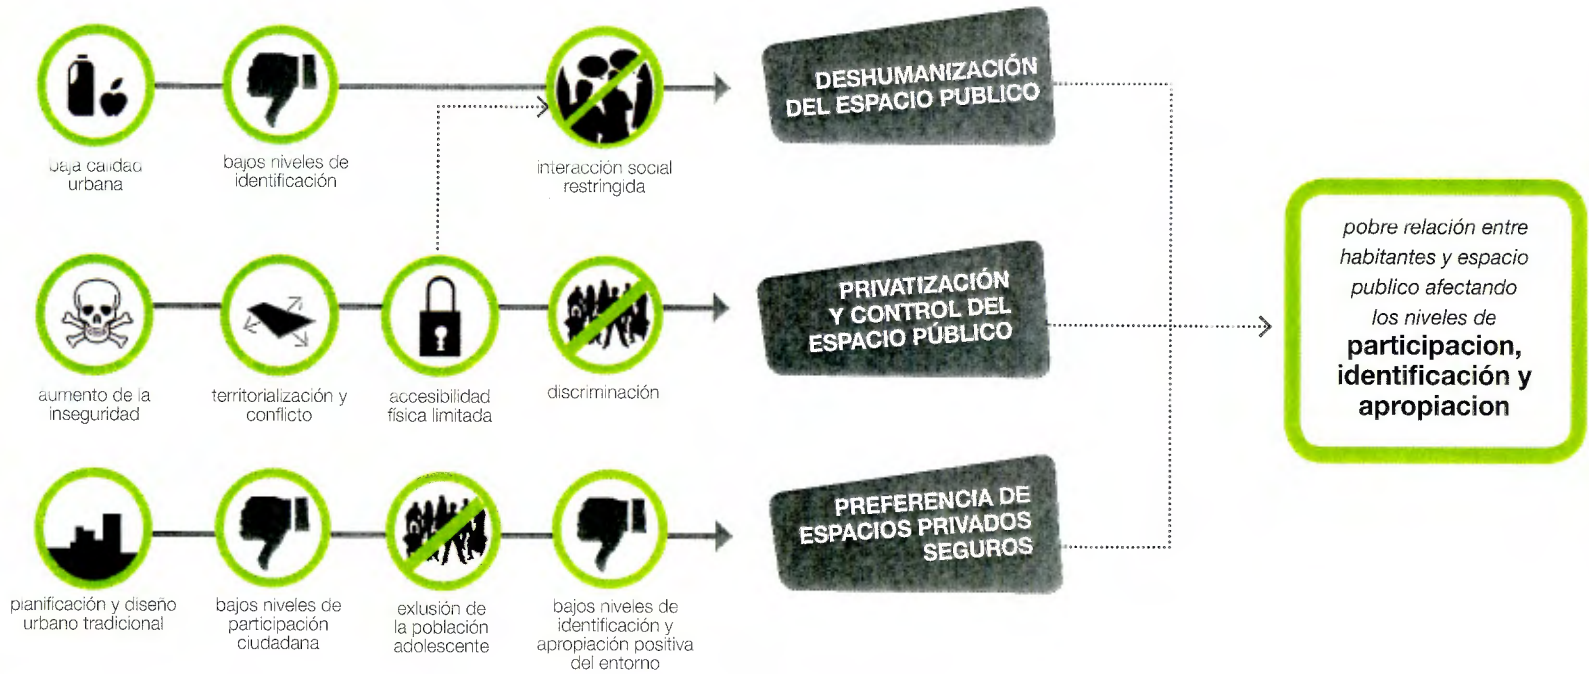 baja calidad
urbana
bajos niveles de
identificación
interacción social
restringida
DESHUMANIZACIÓN
DEL ESPACIO PUBLICO
aumento de la
inseguridad
territorialización y
conflicto
accesibilidad
física limitada
discriminación
PRIVATIZACIÓN
Y CONTROL DEL
ESPACIO PÚBLICO
planificación y diseño
urbano tradicional
bajos niveles de
participación
ciudadana
exlusión de
la población
adolescente
bajos niveles de
identificación y
apropiación positiva
del entorno
PREFERENCIA DE
ESPACIOS PRIVADOS
SEGUROS
pobre relación entre
habitantes y espacio
publico afectando
los niveles de
participacion,
identificación y
apropiacion